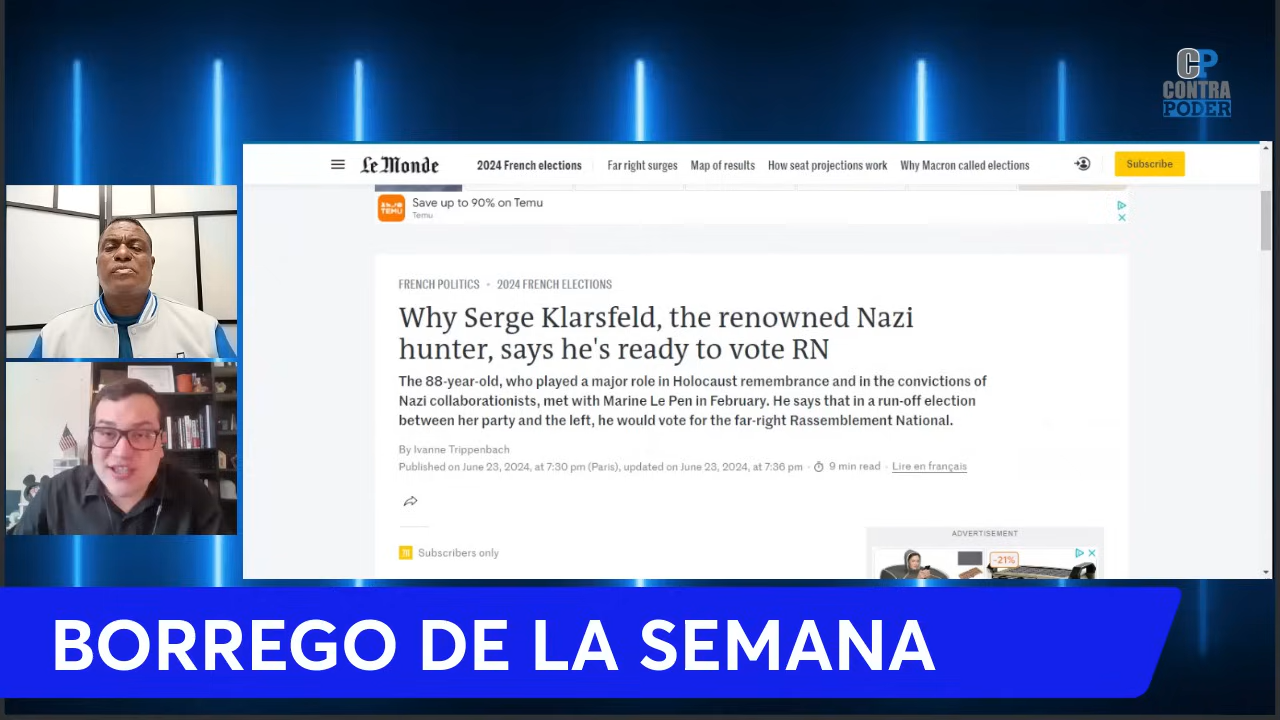 CP
CONTRA
PODER
Le Monde
2024 French elections
Far right surges
Map of results
How seat projections work
Why Macron called elections
Subscribe
TEMU
Save up to 90% on Temu
Temu
FRENCH POLITICS • 2024 FRENCH ELECTIONS
Why Serge Klarsfeld, the renowned Nazi
hunter, says he's ready to vote RN
The 88-year-old, who played a major role in Holocaust remembrance and in the convictions of
Nazi collaborationists, met with Marine Le Pen in February. He says that in a run-off election
between her party and the left, he would vote for the far-right Rassemblement National.
By Ivanne Trippenbach
Published on June 23, 2024, at 7:30 pm (Paris), updated on June 23, 2024, at 7:36 pm · 9 min read · Lire en français
Subscribers only
ADVERTISEMENT
-21%
BORREGO DE LA SEMANA